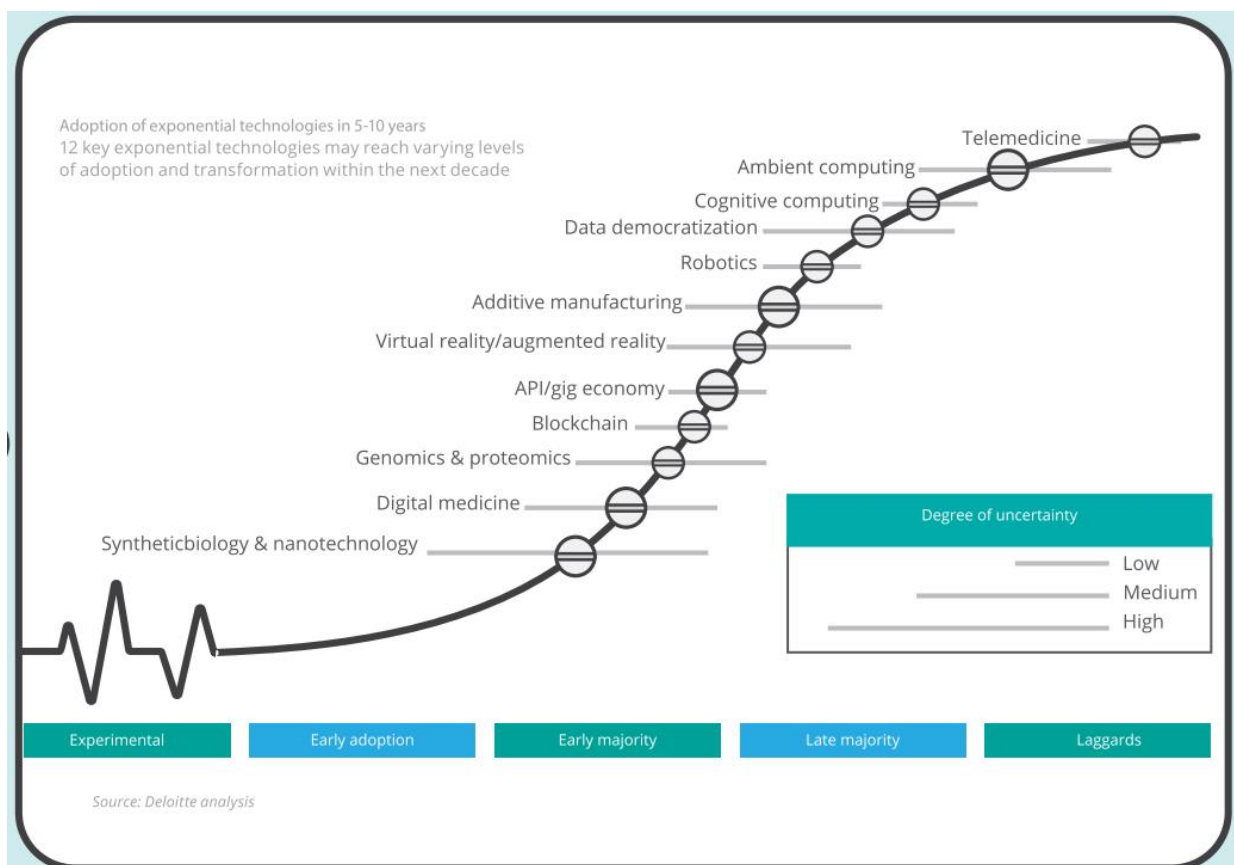 Adoption of exponential technologies in 5-10 years
12 key exponential technologies may reach varying levels
of adoption and transformation within the next decade
Telemedicine
Ambient computing
Cognitive computing
Data democratization
Robotics
Additive manufacturing
Virtual reality/augmented reality
API/gig economy
Blockchain
Genomics & proteomics
Digital medicine
Syntheticbiology & nanotechnology
Degree of uncertainty
Low
Medium
High
Experimental
Early adoption
Early majority
Late majority
Laggards
Source: Deloitte analysis